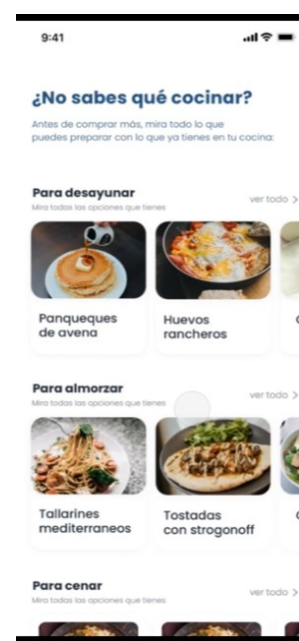 9:41
¿No sabes qué cocinar?
Antes de comprar más, mira todo lo que
puedes preparar con lo que ya tienes en tu cocina:
Para desayunar
ver todo >
Mira todas las opciones que tienes
Panqueques
de avena
Huevos
rancheros
Para almorzar
ver todo >
Mira todas las opciones que tienes
Tallarines
mediterraneos
Tostadas
con strogonoff
Para cenar
ver todo >
Mira todas las opciones que tienes